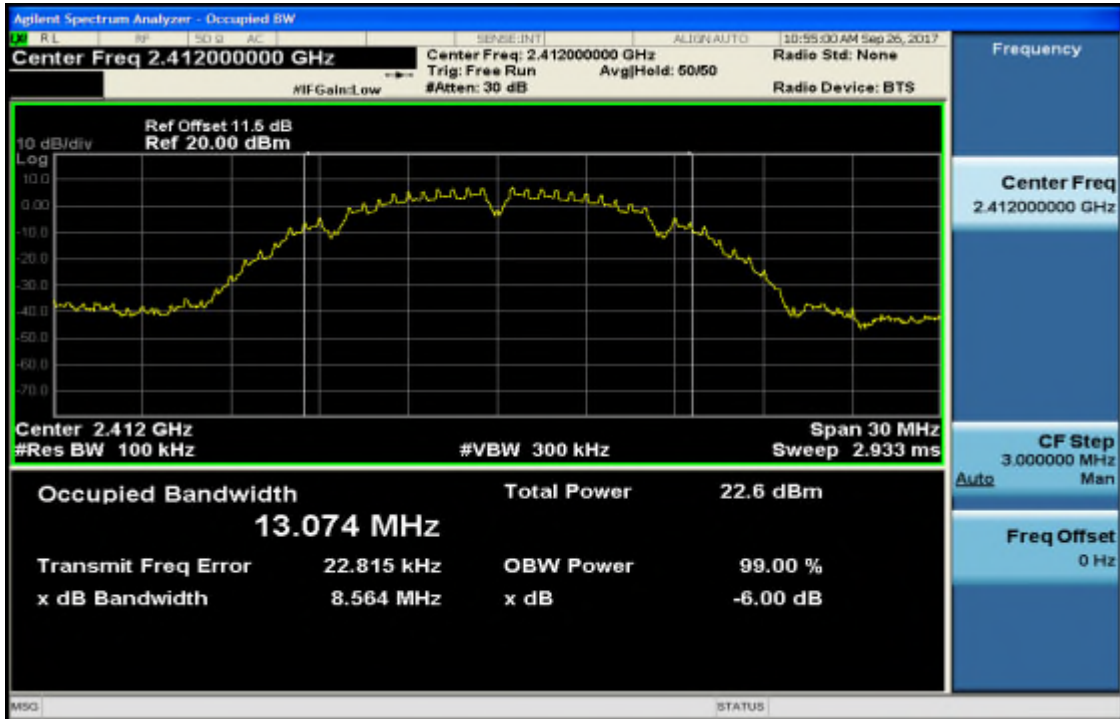 Agilent Spectrum Analyzer - Occupied BW
LXI RL RF 50 Ω AC SENSE:INT ALIGN AUTO 10:55:00 AM Sep 26, 2017
Center Freq 2.412000000 GHz Center Freq: 2.412000000 GHz Radio Std: None
Trig: Free Run Avg|Hold: 50/50
#IFGain:Low #Atten: 30 dB Radio Device: BTS
Frequency
Ref Offset 11.5 dB
10 dB/div Ref 20.00 dBm
Log
10.0
0.00
-10.0
-20.0
-30.0
-40.0
-50.0
-60.0
-70.0
Center 2.412 GHz Span 30 MHz
#Res BW 100 kHz #VBW 300 kHz Sweep 2.933 ms
Occupied Bandwidth Total Power 22.6 dBm
13.074 MHz
Transmit Freq Error 22.815 kHz OBW Power 99.00 %
x dB Bandwidth 8.564 MHz x dB -6.00 dB
Center Freq
2.412000000 GHz
CF Step
3.000000 MHz
Auto Man
Freq Offset
0 Hz
MSG STATUS